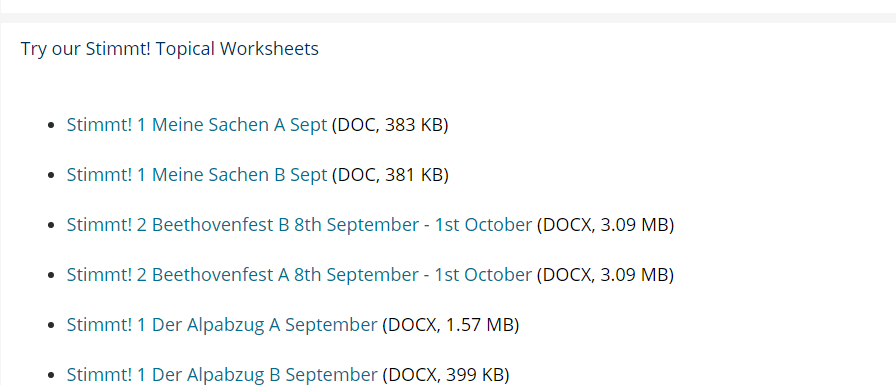 Try our Stimmt! Topical Worksheets
Stimmt! 1 Meine Sachen A Sept (DOC, 383 KB)
Stimmt! 1 Meine Sachen B Sept (DOC, 381 KB)
Stimmt! 2 Beethovenfest B 8th September - 1st October (DOCX, 3.09 MB)
Stimmt! 2 Beethovenfest A 8th September - 1st October (DOCX, 3.09 MB)
Stimmt! 1 Der Alpabzug A September (DOCX, 1.57 MB)
Stimmt! 1 Der Alpabzug B September (DOCX, 399 KB)